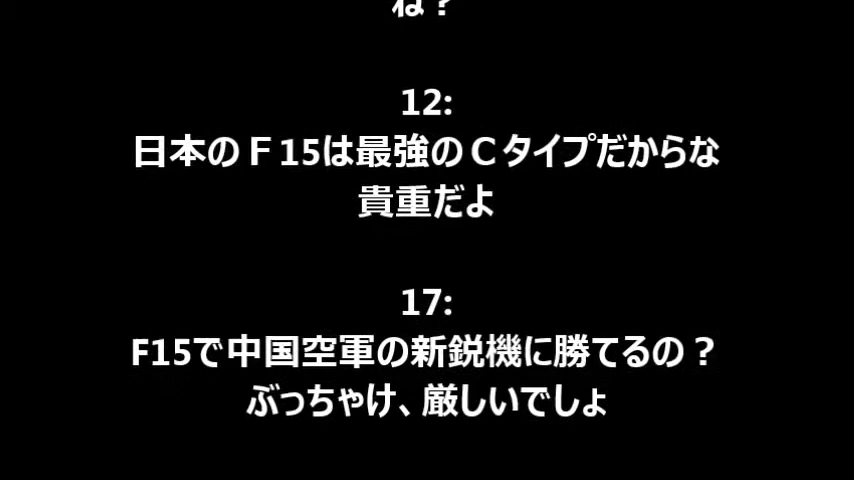 ね？
12:
日本のＦ15は最強のＣタイプだからな
貴重だよ
17:
F15で中国空軍の新鋭機に勝てるの？
ぶっちゃけ、厳しいでしょ